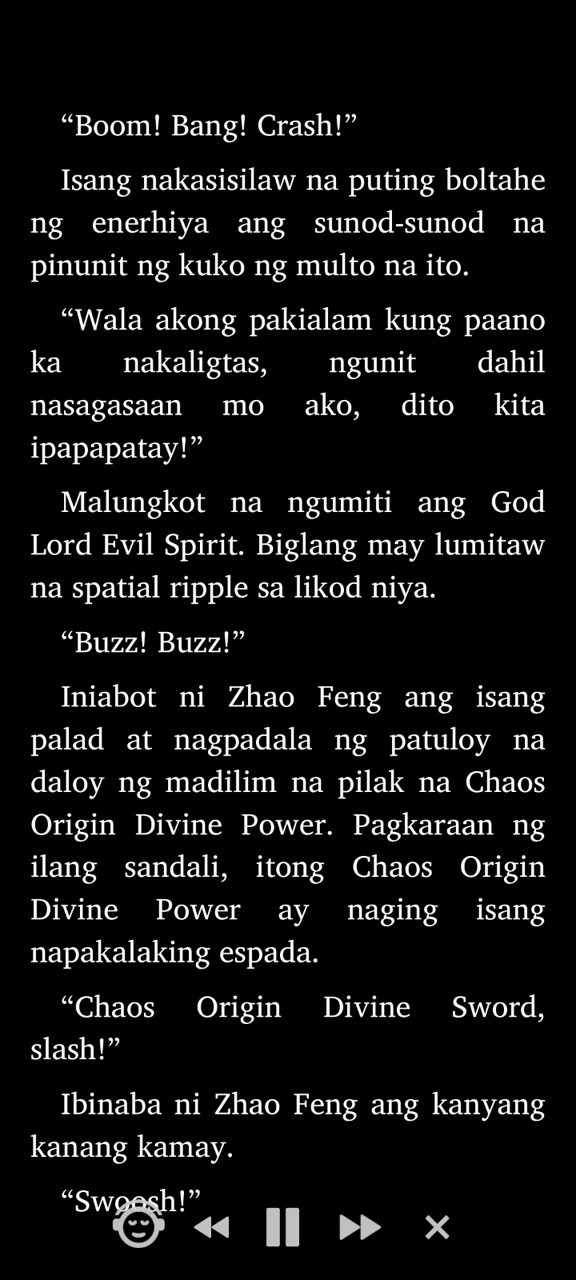 “Boom! Bang! Crash!”
Isang nakasisilaw na puting boltahe
ng enerhiya ang sunod-sunod na
pinunit ng kuko ng multo na ito.
“Wala akong pakialam kung paano
ka nakaligtas, ngunit dahil
nasagasaan mo ako, dito kita
ipapapatay!”
Malungkot na ngumiti ang God
Lord Evil Spirit. Biglang may lumitaw
na spatial ripple sa likod niya.
“Buzz! Buzz!”
Iniabot ni Zhao Feng ang isang
palad at nagpadala ng patuloy na
daloy ng madilim na pilak na Chaos
Origin Divine Power. Pagkaraan ng
ilang sandali, itong Chaos Origin
Divine Power ay naging isang
napakalaking espada.
“Chaos Origin Divine Sword,
slash!”
Ibinaba ni Zhao Feng ang kanyang
kanang kamay.
“Swoosh!”